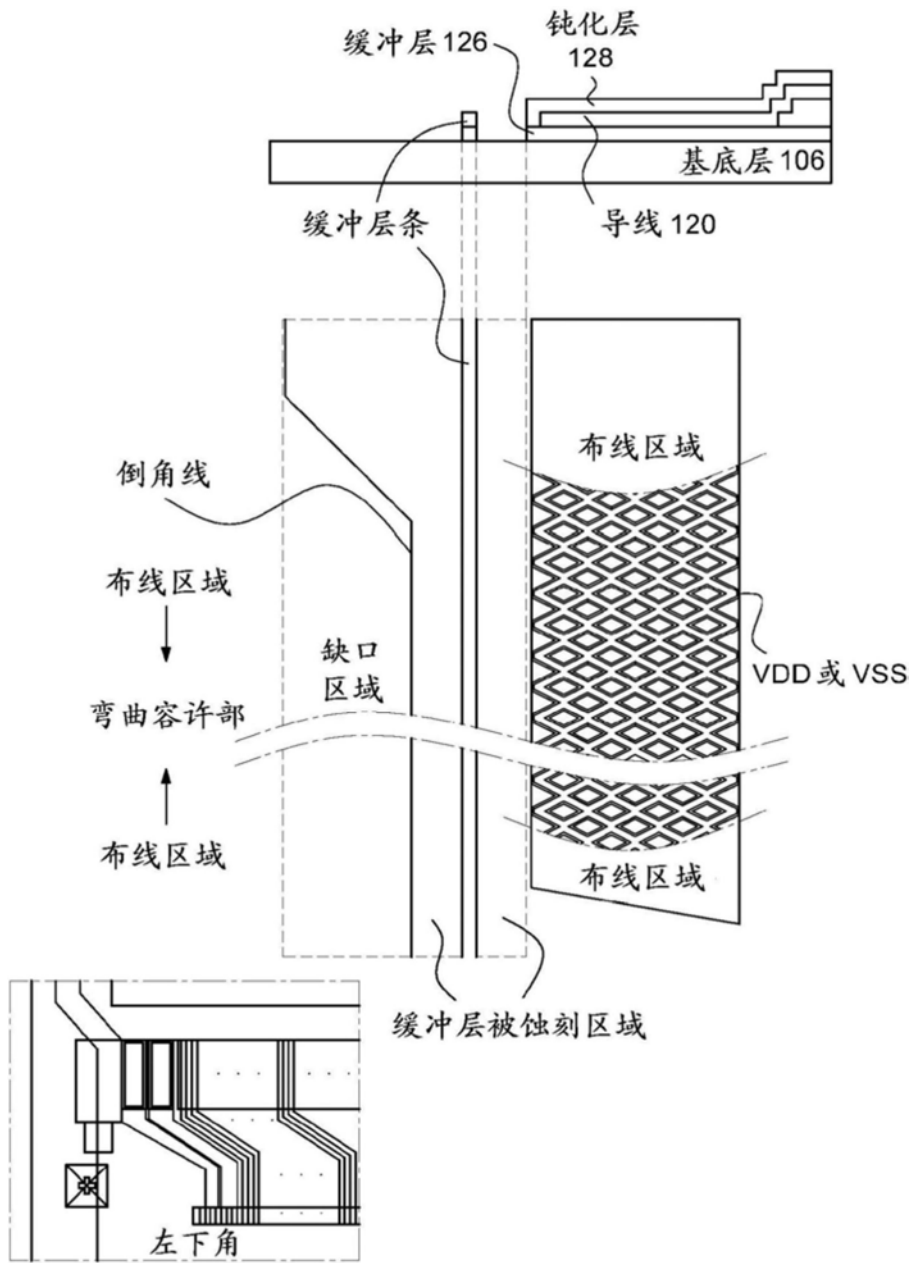 钝化层
128
缓冲层 126
基底层 106
缓冲层条
导线 120
布线区域
倒角线
布线区域
缺口
区域
VDD 或 VSS
弯曲容许部
布线区域
布线区域
缓冲层被蚀刻区域
左下角